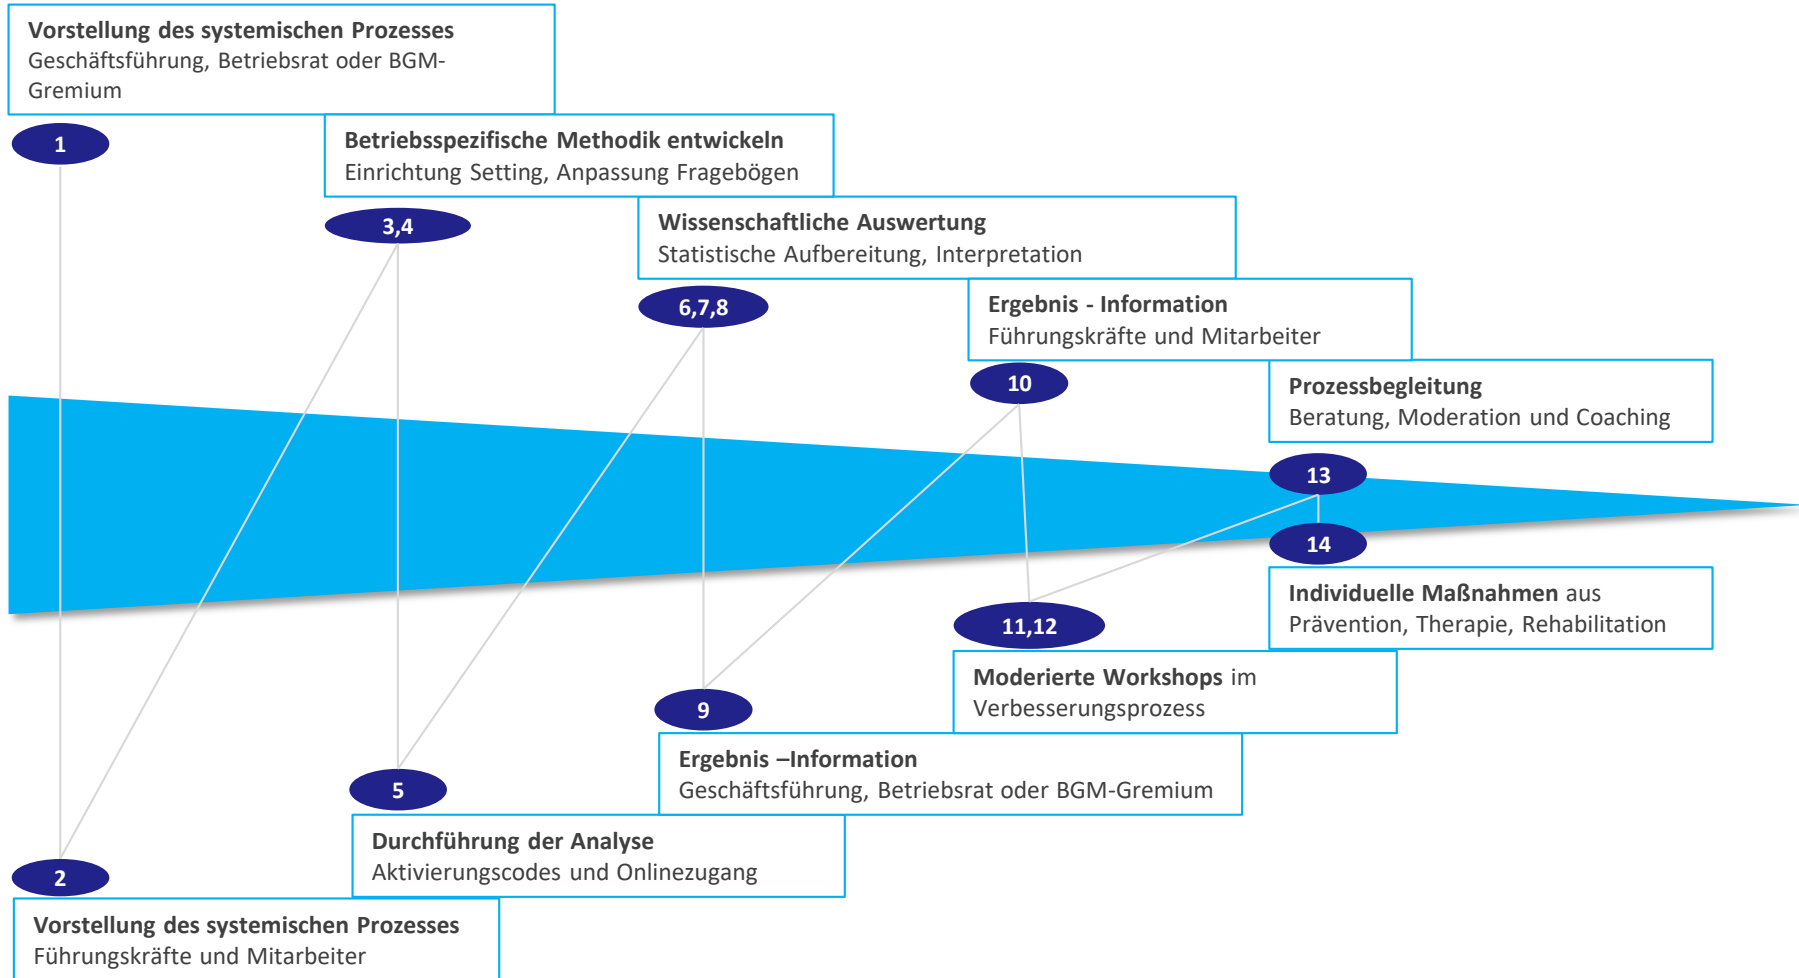 Vorstellung des systemischen Prozesses
Geschäftsführung, Betriebsrat oder BGM-
Gremium
1
Betriebsspezifische Methodik entwickeln
Einrichtung Setting, Anpassung Fragebögen
3,4
Wissenschaftliche Auswertung
Statistische Aufbereitung, Interpretation
6,7,8
Ergebnis - Information
Führungskräfte und Mitarbeiter
10
Prozessbegleitung
Beratung, Moderation und Coaching
13
14
Individuelle Maßnahmen aus
Prävention, Therapie, Rehabilitation
11,12
Moderierte Workshops im
Verbesserungsprozess
9
Ergebnis –Information
Geschäftsführung, Betriebsrat oder BGM-Gremium
5
Durchführung der Analyse
Aktivierungscodes und Onlinezugang
2
Vorstellung des systemischen Prozesses
Führungskräfte und Mitarbeiter